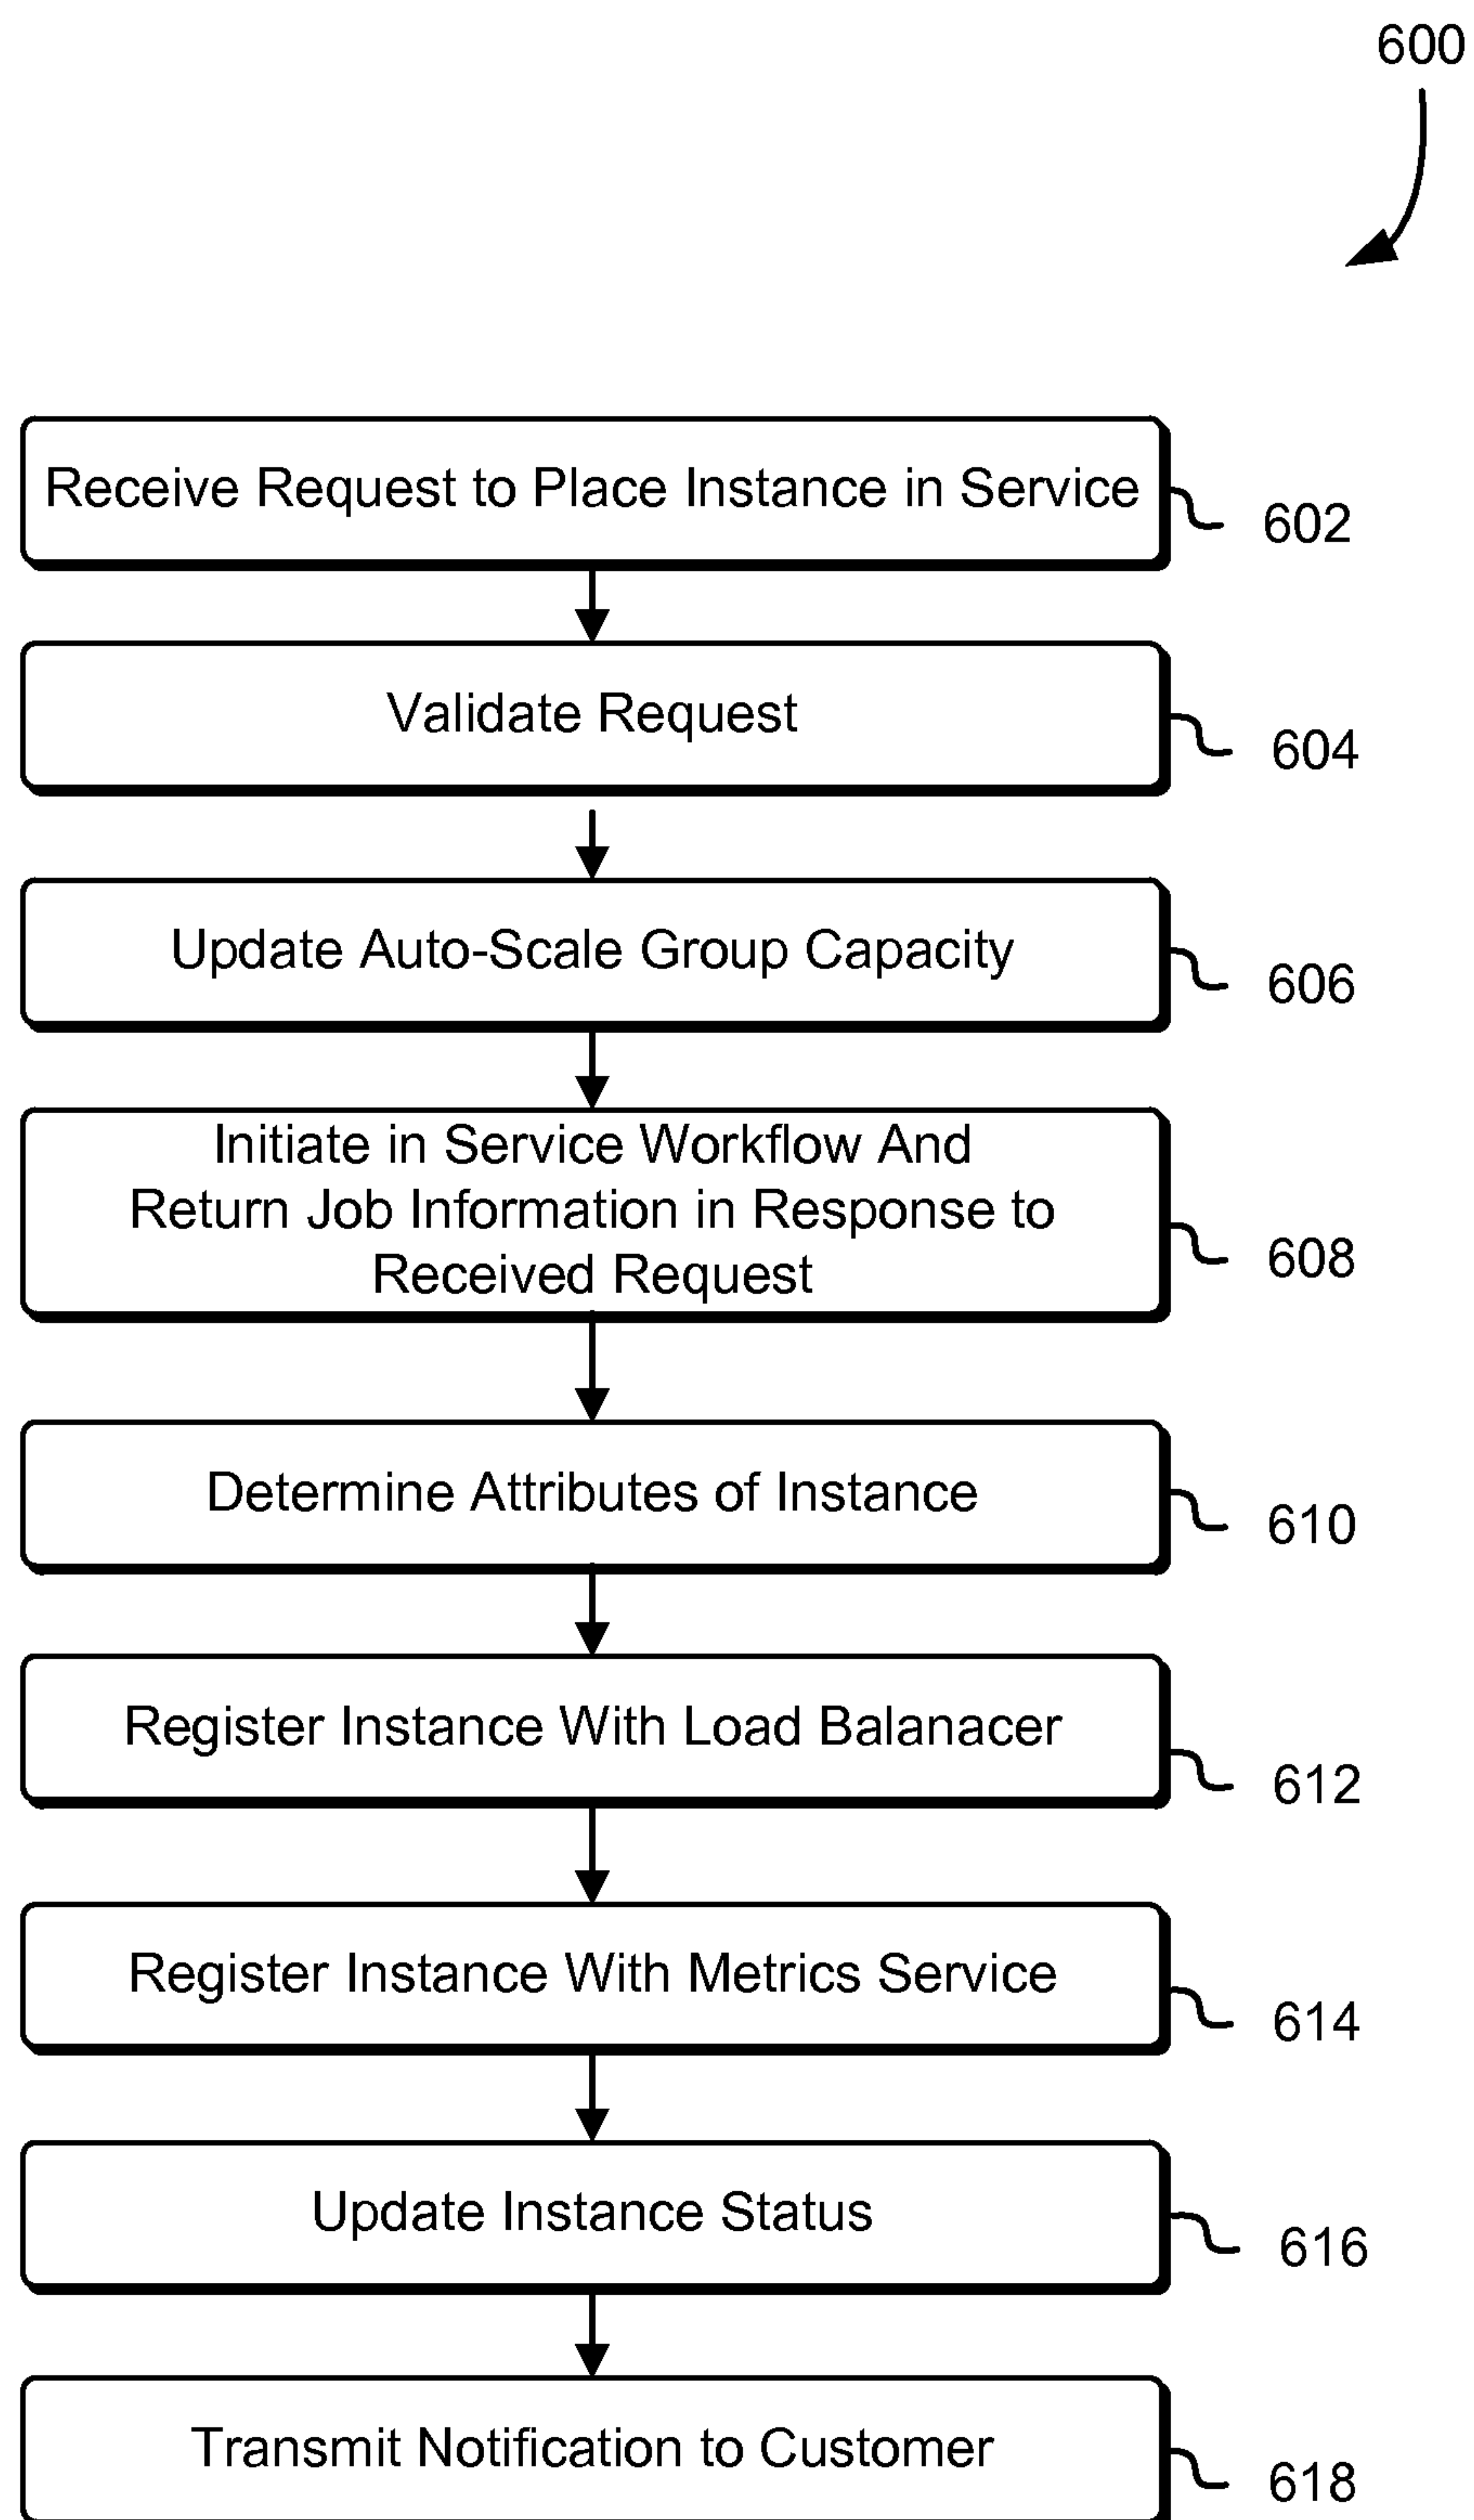 600
Receive Request to Place Instance in Service
602
Validate Request
604
Update Auto-Scale Group Capacity
606
Initiate in Service Workflow And
Return Job Information in Response to
Received Request
608
Determine Attributes of Instance
610
Register Instance With Load Balanacer
612
Register Instance With Metrics Service
614
Update Instance Status
616
Transmit Notification to Customer
618